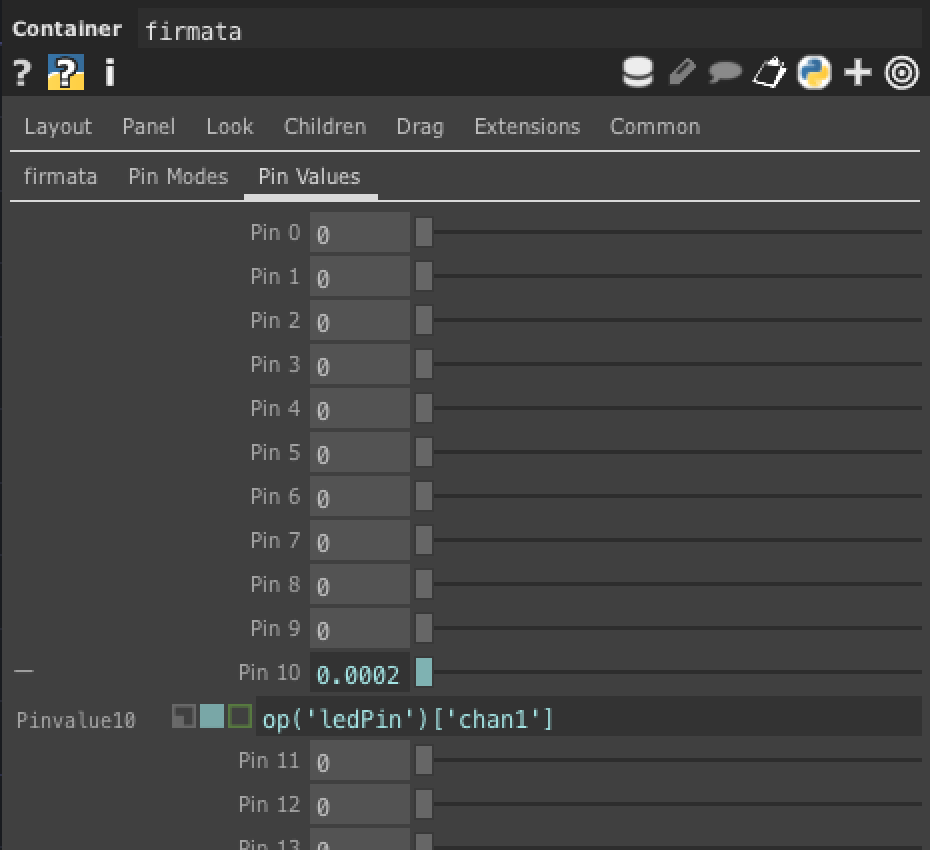 Container firmata
? ? i
Layout Panel Look Children Drag Extensions Common
firmata Pin Modes Pin Values
Pin 0 0
Pin 1 0
Pin 2 0
Pin 3 0
Pin 4 0
Pin 5 0
Pin 6 0
Pin 7 0
Pin 8 0
Pin 9 0
Pin 10 0.0002
Pinvalue10 op('ledPin')['chan1']
Pin 11 0
Pin 12 0
Pin 13 0